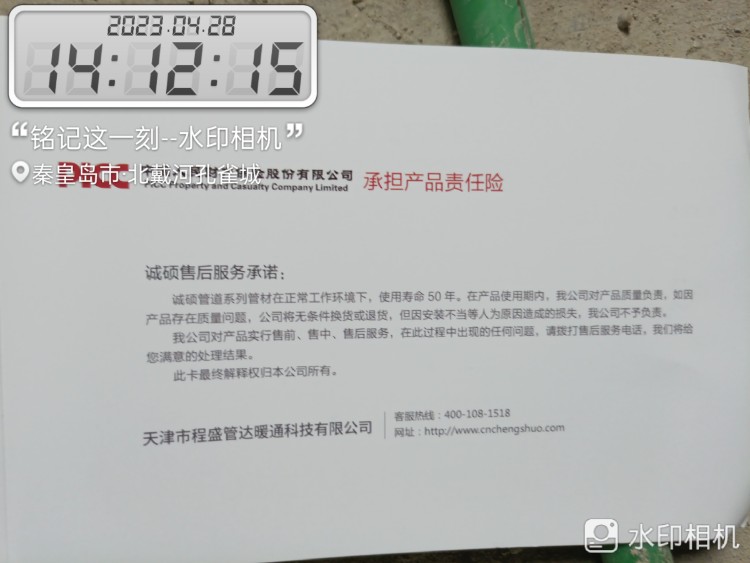 2023.04.28
14:12:15
“铭记这一刻--水印相机”
秦皇岛市·北戴河孔雀城
PICC
股份有限公司
PICC Property and Casualty Company Limited
承担产品责任险
诚硕售后服务承诺：
诚硕管道系列管材在正常工作环境下，使用寿命 50 年。在产品使用期内，我公司对产品质量负责，如因
产品存在质量问题，公司将无条件换货或退货，但因安装不当等人为原因造成的损失，我公司不予负责。
我公司对产品实行售前、售中、售后服务，在此过程中出现的任何问题，请拨打售后服务电话，我们将给
您满意的处理结果。
此卡最终解释权归本公司所有。
天津市程盛管达暖通科技有限公司
客服热线：400-108-1518
网址：http://www.cnchengshuo.com
水印相机